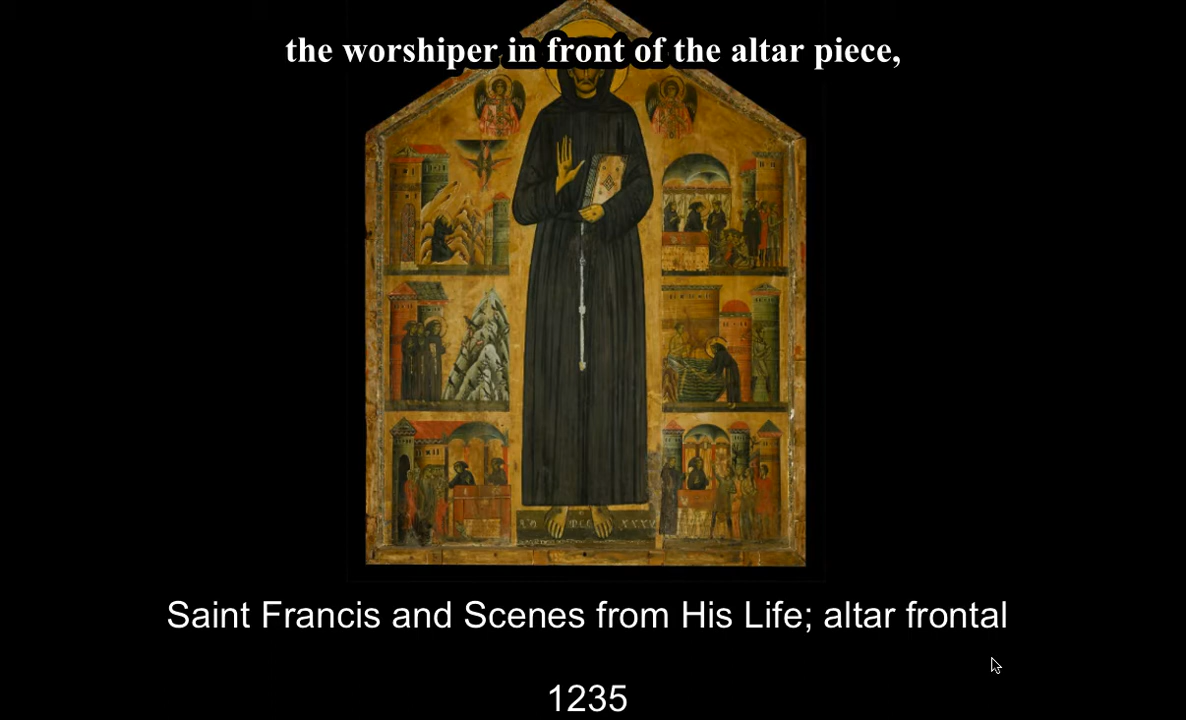 the worshiper in front of the altar piece,
Saint Francis and Scenes from His Life; altar frontal
1235